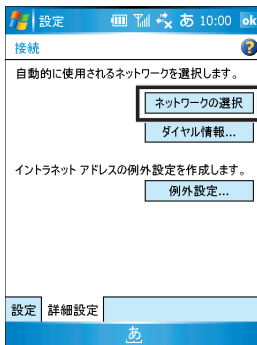 設定 あ 10:00 ok
接続
自動的に使用されるネットワークを選択します。
ネットワークの選択
ダイヤル情報...
イントラネット アドレスの例外設定を作成します。
例外設定...
設定 詳細設定
あ